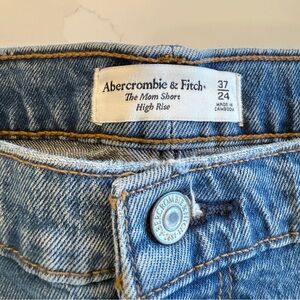 Abercrombie & Fitch
The Mom Short
High Rise
37
24
MADE IN
CAMBODIA